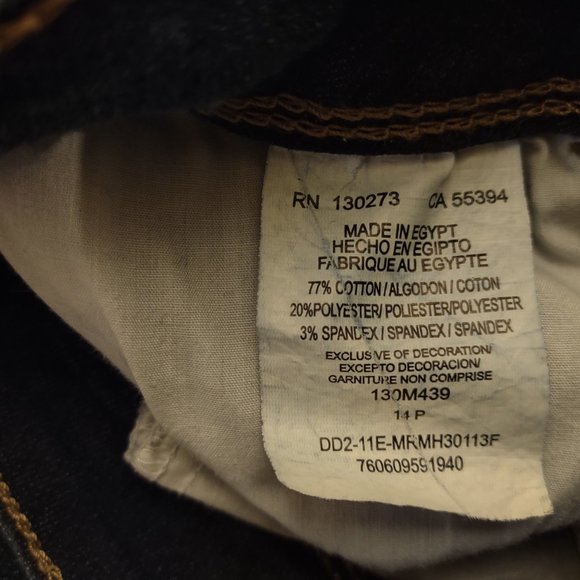 RN 130273 CA 55394
MADE IN EGYPT
HECHO EN EGIPTO
FABRIQUE AU EGYPTE
77% COTTON / ALGODON / COTON
20% POLYESTER/ POLIESTER/POLYESTER
3% SPANDEX / SPANDEX / SPANDEX
EXCLUSIVE OF DECORATION/
EXCEPTO DECORACION/
GARNITURE NON COMPRISE
130M439
14 P
DD2-11E-MRMH30113F
760609591940